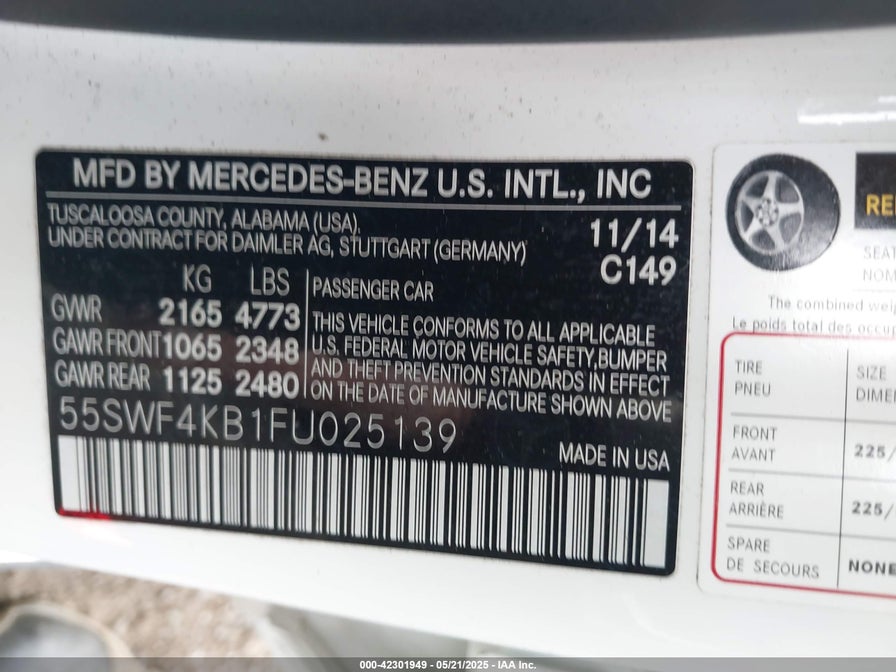 MFD BY MERCEDES-BENZ U.S. INTL., INC
TUSCALOOSA COUNTY, ALABAMA (USA).
UNDER CONTRACT FOR DAIMLER AG, STUTTGART (GERMANY)
11/14
C149
KG LBS
GVWR 2165 4773
GAWR FRONT 1065 2348
GAWR REAR 1125 2480
PASSENGER CAR
THIS VEHICLE CONFORMS TO ALL APPLICABLE
U.S. FEDERAL MOTOR VEHICLE SAFETY,BUMPER
AND THEFT PREVENTION STANDARDS IN EFFECT
ON THE DATE OF MANUFACTURE SHOWN ABOVE
55SWF4KB1FU025139
MADE IN USA
The combined
Le poids total des
TIRE
PNEU
SIZE
FRONT
AVANT
225/
REAR
ARRIÈRE
225/
SPARE
DE SECOURS
NONE
000-42301949 - 05/21/2025 - IAA Inc.